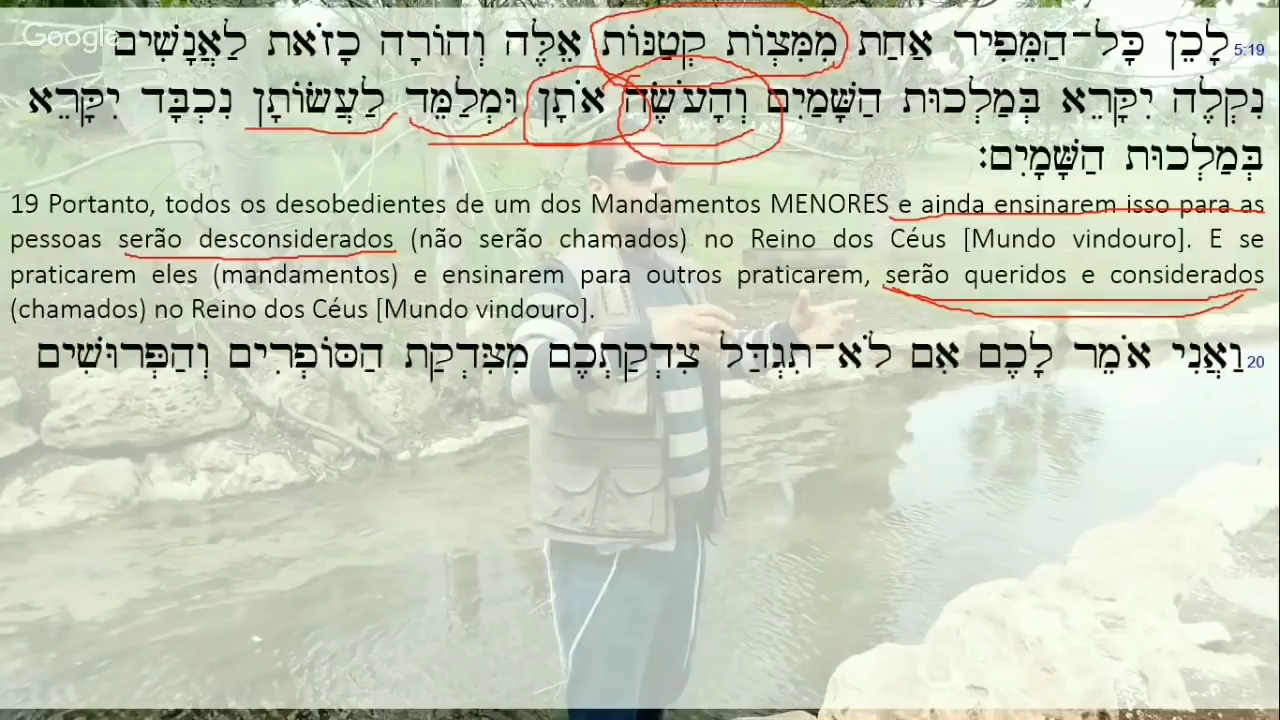 Google
5:19 לָכֵן כָּל־הַמֵּפִיר אַחַת מִמִּצְוֹת קְטַנּוֹת אֵלֶּה וְהוֹרָה כָזֹאת לַאֲנָשִׁים
נִקְלֶה יִקָּרֵא בְּמַלְכוּת הַשָּׁמָיִם וְהָעֹשֶׂה אֹתָן וּמְלַמֵּד לַעֲשׂוֹתָן נִכְבָּד יִקָּרֵא
בְּמַלְכוּת הַשָּׁמָיִם׃
19 Portanto, todos os desobedientes de um dos Mandamentos MENORES e ainda ensinarem isso para as
pessoas serão desconsiderados (não serão chamados) no Reino dos Céus [Mundo vindouro]. E se
praticarem eles (mandamentos) e ensinarem para outros praticarem, serão queridos e considerados
(chamados) no Reino dos Céus [Mundo vindouro].
20 וַאֲנִי אֹמֵר לָכֶם אִם לֹא־תִגְדַּל צִדְקַתְכֶם מִצִּדְקַת הַסּוֹפְרִים וְהַפְּרוּשִׁים